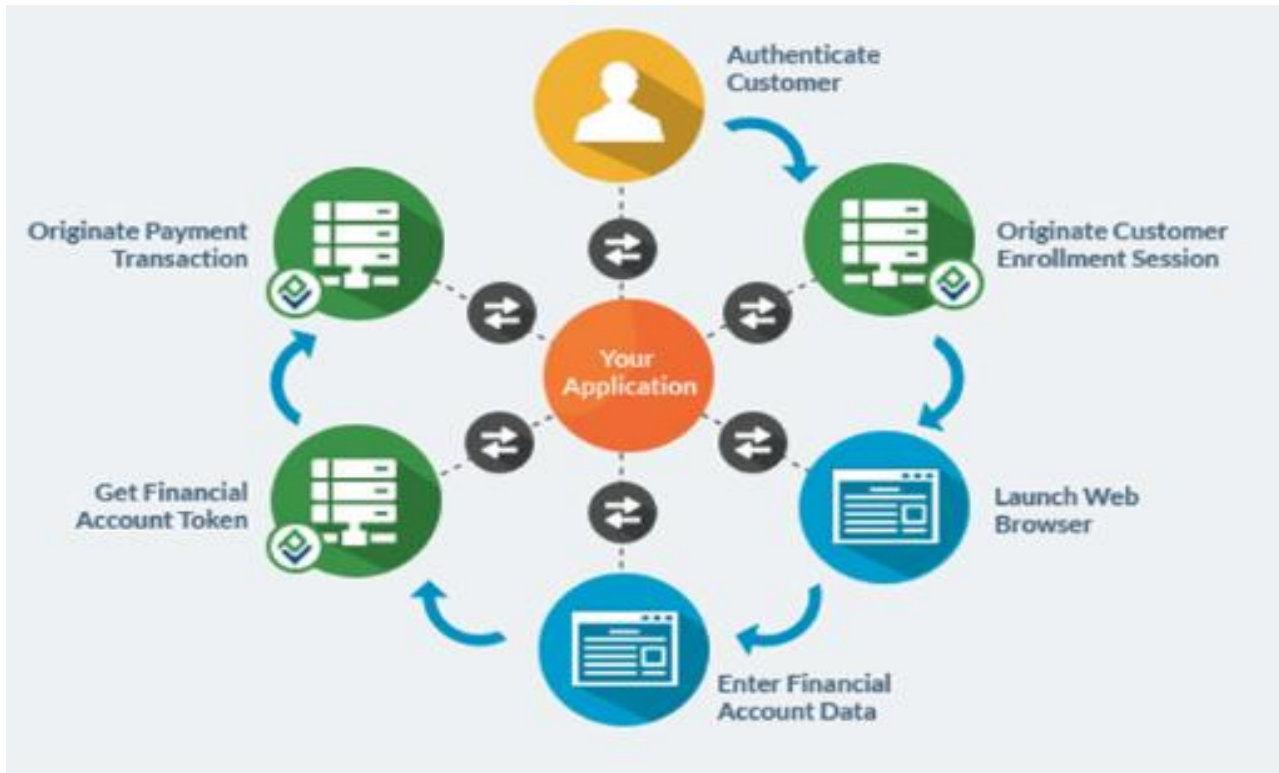 Authenticate
Customer
Originate Payment
Transaction
Originate Customer
Enrollment Session
Your
Application
Get Financial
Account Token
Launch Web
Browser
Enter Financial
Account Data